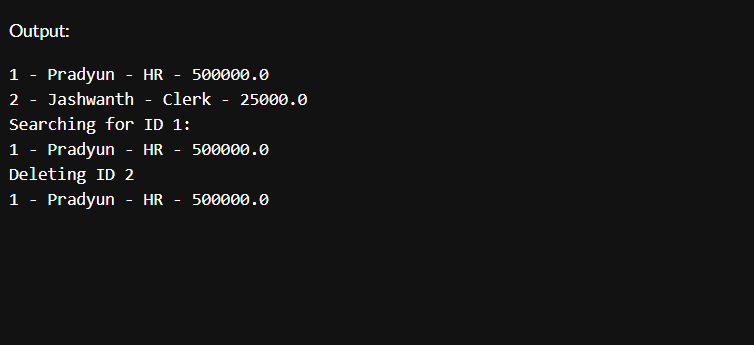 Output:
1 - Pradyun - HR - 500000.0
2 - Jashwanth - Clerk - 25000.0
Searching for ID 1:
1 - Pradyun - HR - 500000.0
Deleting ID 2
1 - Pradyun - HR - 500000.0